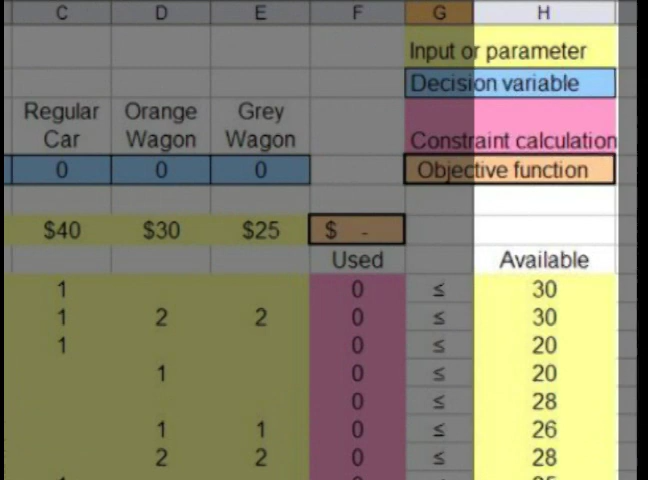 C D E F G H
Input or parameter
Decision variable
Regular Orange Grey
Car Wagon Wagon Constraint calculation
0 0 0 Objective function
$40 $30 $25 $ -
Used Available
1 0 ≤ 30
1 2 2 0 ≤ 30
1 0 ≤ 20
1 0 ≤ 20
0 ≤ 28
1 1 0 ≤ 26
2 2 0 ≤ 28